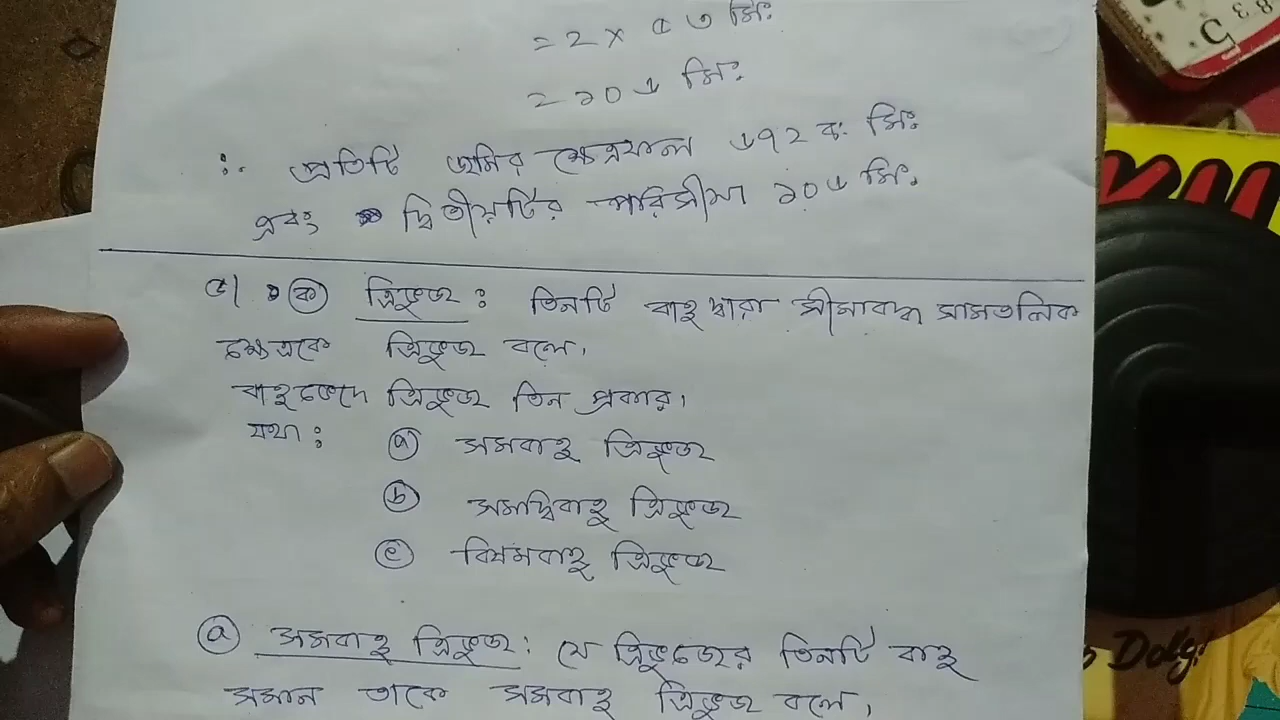 = 2 × ৫৩ মি:
= ১০৬ মি:
∴ প্রতিটি জমির ক্ষেত্রফল ৬৭২ ব: মি:
এবং দ্বিতীয়টির পরিসীমা ১০৬ মি:
৫। ক ত্রিভুজ : তিনটি বাহু দ্বারা সীমাবদ্ধ সামতলিক
ক্ষেত্রকে ত্রিভুজ বলে।
বাহুভেদে ত্রিভুজ তিন প্রকার।
যথা : a সমবাহু ত্রিভুজ
b সমদ্বিবাহু ত্রিভুজ
c বিষমবাহু ত্রিভুজ
a সমবাহু ত্রিভুজ : যে ত্রিভুজের তিনটি বাহু
সমান তাকে সমবাহু ত্রিভুজ বলে।
Dolly